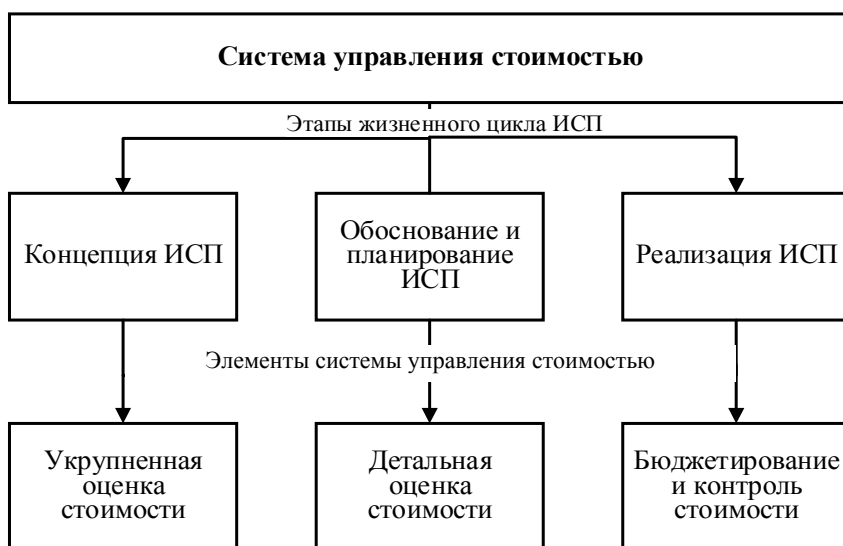 Система управления стоимостью
Этапы жизненного цикла ИСП
Концепция ИСП
Обоснование и
планирование
ИСП
Реализация ИСП
Элементы системы управления стоимостью
Укрупненная
оценка
стоимости
Детальная
оценка
стоимости
Бюджетирование
и контроль
стоимости